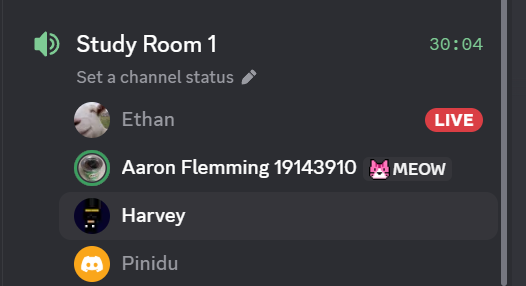 Study Room 1 30:04
Set a channel status
Ethan LIVE
Aaron Flemming 19143910 MEOW
Harvey
Pinidu